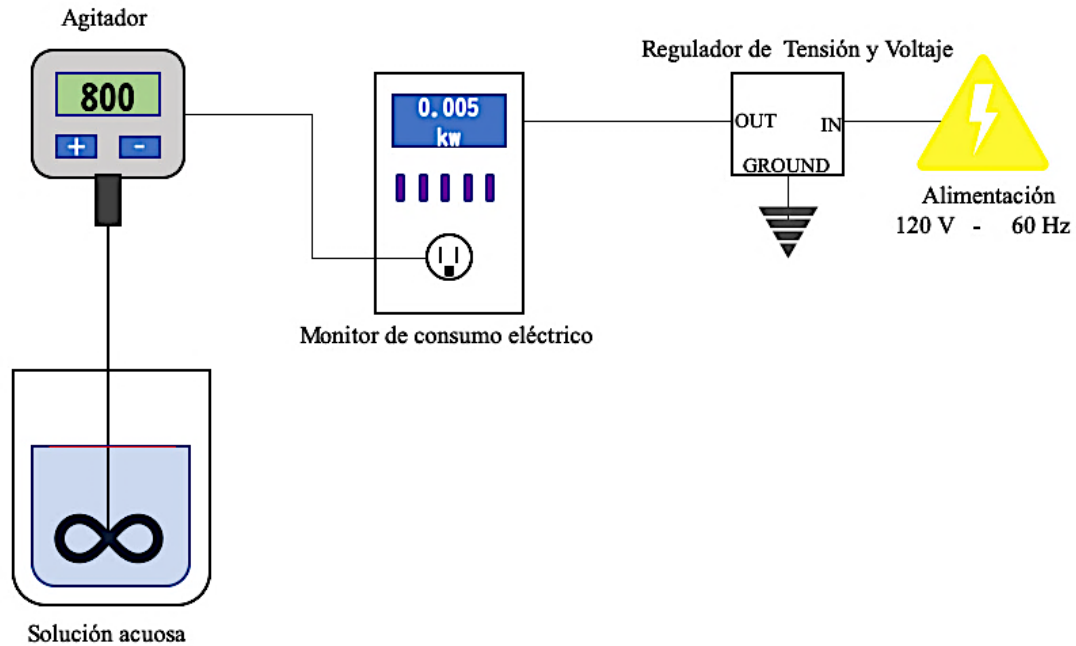 Agitador
800
+ -
Solución acuosa
0.005
kw
Monitor de consumo eléctrico
Regulador de Tensión y Voltaje
OUT IN
GROUND
Alimentación
120 V - 60 Hz